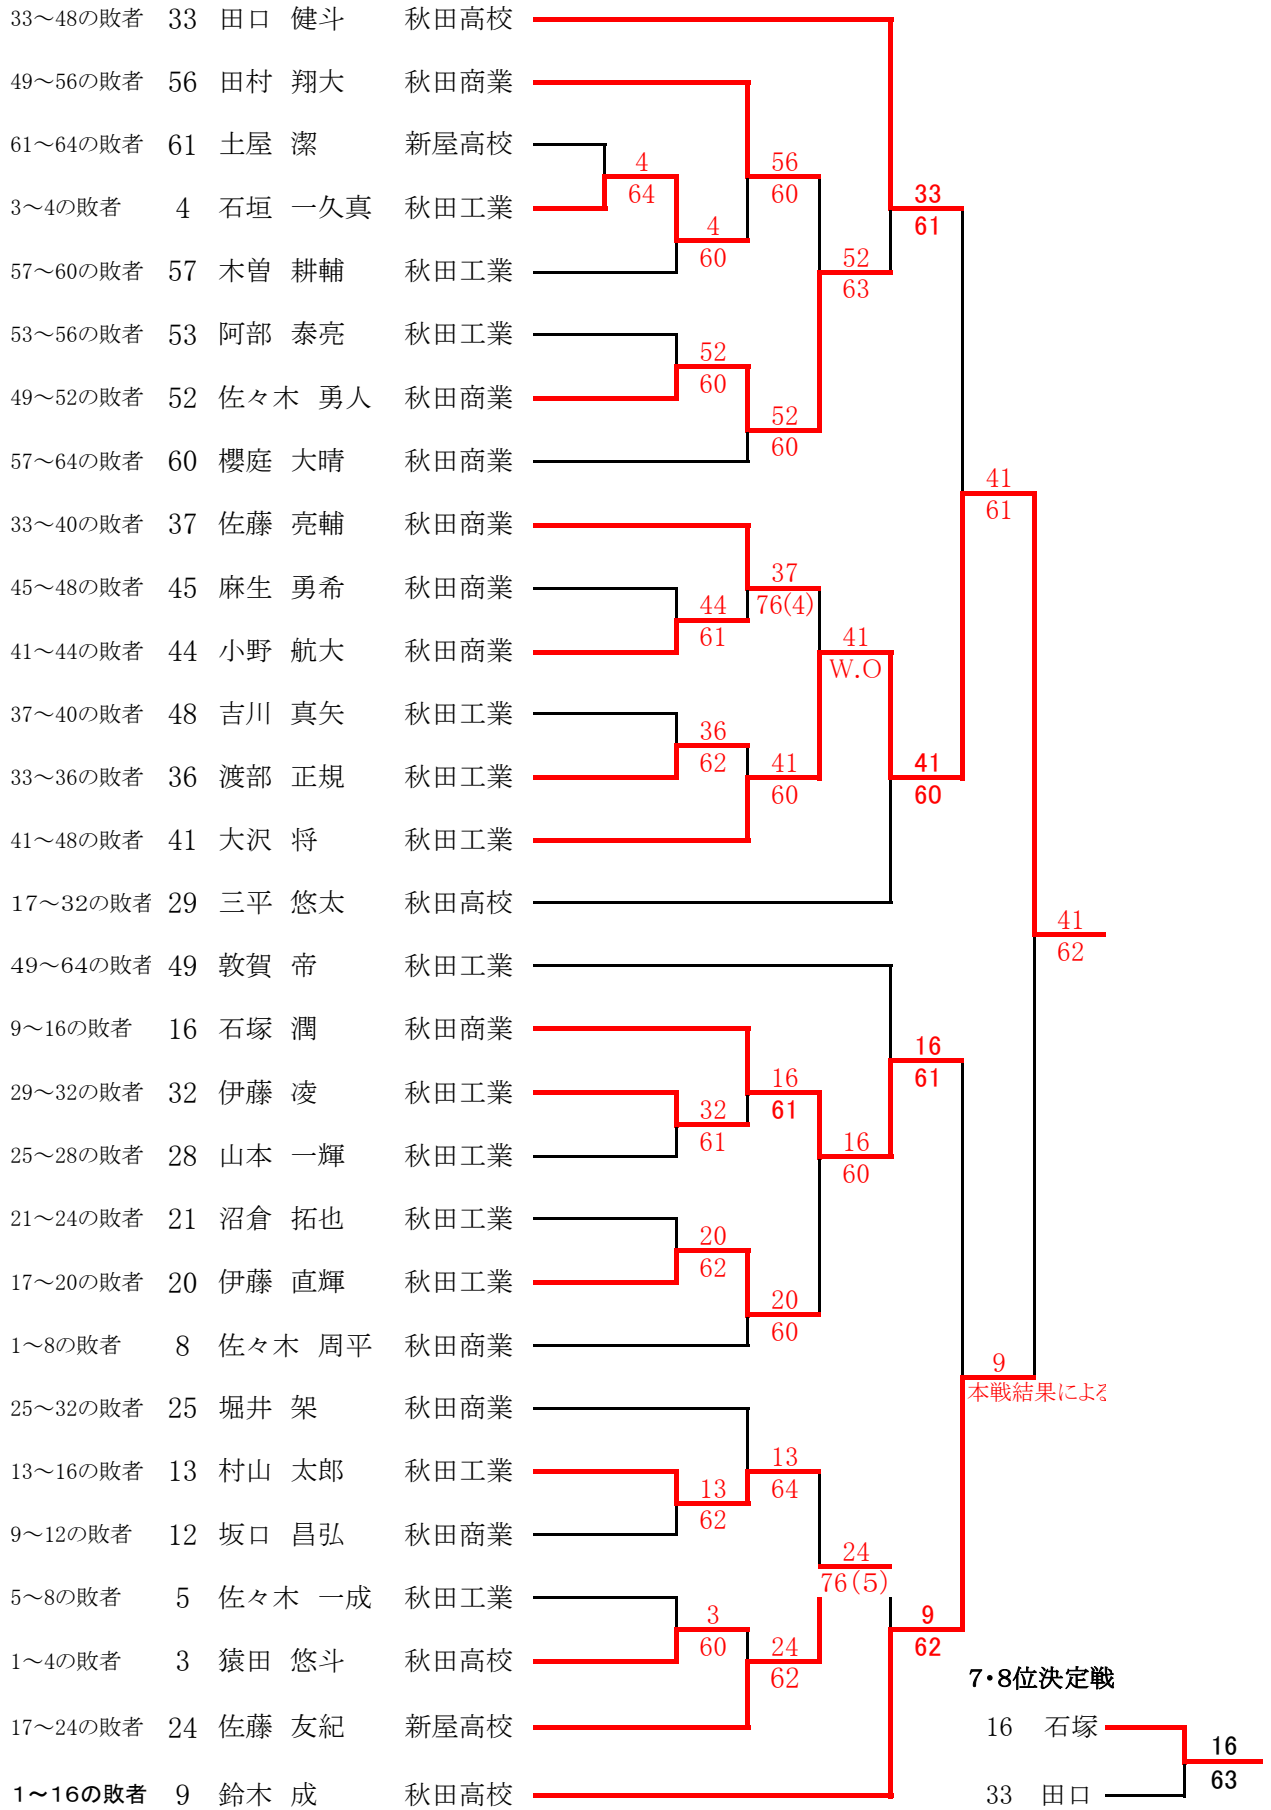 33～48の敗者 33 田口 健斗 秋田高校
49～56の敗者 56 田村 翔大 秋田商業
61～64の敗者 61 土屋 潔 新屋高校
4 56
64 60
3～4の敗者 4 石垣 一久真 秋田工業
33
61
4
60
57～60の敗者 57 木曽 耕輔 秋田工業
52
63
53～56の敗者 53 阿部 泰亮 秋田工業
52
60
49～52の敗者 52 佐々木 勇人 秋田商業
52
60
57～64の敗者 60 櫻庭 大晴 秋田商業
41
61
33～40の敗者 37 佐藤 亮輔 秋田商業
37
76(4)
45～48の敗者 45 麻生 勇希 秋田商業
44
61
41～44の敗者 44 小野 航大 秋田商業
41
W.O
37～40の敗者 48 吉川 真矢 秋田工業
36
62
33～36の敗者 36 渡部 正規 秋田工業
41 41
60 60
41～48の敗者 41 大沢 将 秋田工業
17～32の敗者 29 三平 悠太 秋田高校
41
62
49～64の敗者 49 敦賀 帝 秋田工業
9～16の敗者 16 石塚 潤 秋田商業
16
61
29～32の敗者 32 伊藤 凌 秋田工業
16
61
32
61
25～28の敗者 28 山本 一輝 秋田工業
16
60
21～24の敗者 21 沼倉 拓也 秋田工業
20
62
17～20の敗者 20 伊藤 直輝 秋田工業
20
60
1～8の敗者 8 佐々木 周平 秋田商業
9
本戦結果による
25～32の敗者 25 堀井 架 秋田商業
13～16の敗者 13 村山 太郎 秋田工業
13
64
13
62
9～12の敗者 12 坂口 昌弘 秋田商業
24
76(5)
5～8の敗者 5 佐々木 一成 秋田工業
3
60
9
62
1～4の敗者 3 猿田 悠斗 秋田高校
24
62
17～24の敗者 24 佐藤 友紀 新屋高校
1～16の敗者 9 鈴木 成 秋田高校
7・8位決定戦
16 石塚
16
63
33 田口